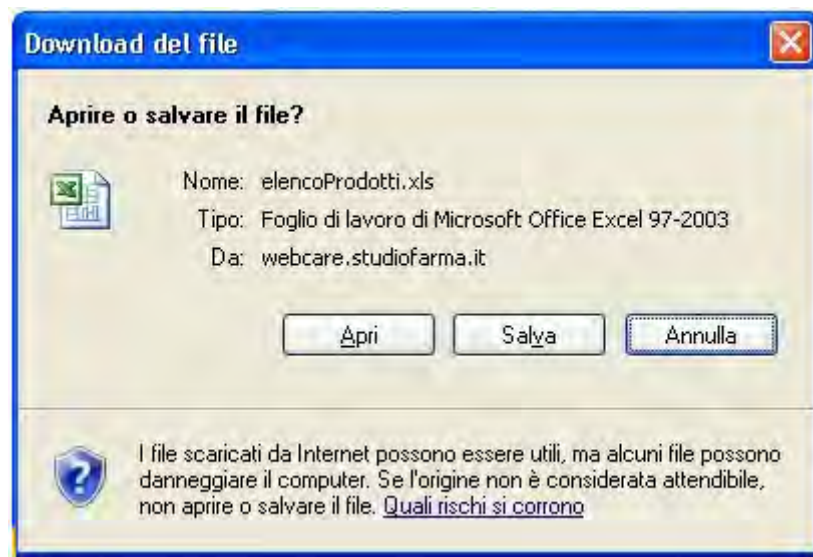 Download del file
Aprire o salvare il file?
Nome: elencoProdotti.xls
Tipo: Foglio di lavoro di Microsoft Office Excel 97-2003
Da: webcare.studiofarma.it
Apri Salva Annulla
I file scaricati da Internet possono essere utili, ma alcuni file possono
danneggiare il computer. Se l'origine non è considerata attendibile,
non aprire o salvare il file. Quali rischi si corrono